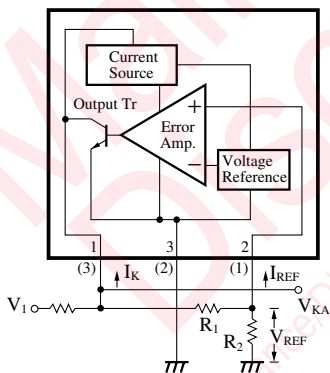 Current
Source
Output Tr
Error
Amp.
+
−
Voltage
Reference
1 3 2
(3) (2) (1)
I_K I_REF
V_1 V_KA
R_1
R_2
V_REF